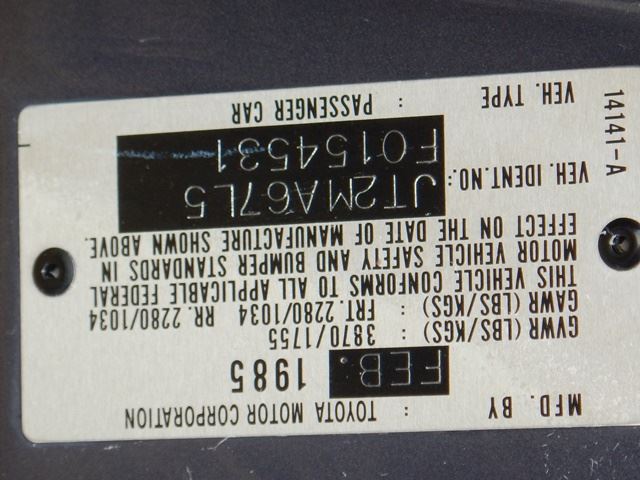 MFD. BY : TOYOTA MOTOR CORPORATION
FEB. 1985
GVWR (LBS/KGS) : 3870/1755
GAWR (LBS/KGS) : FRT. 2280/1034 RR. 2280/1034
THIS VEHICLE CONFORMS TO ALL APPLICABLE FEDERAL
MOTOR VEHICLE SAFETY AND BUMPER STANDARDS IN
EFFECT ON THE DATE OF MANUFACTURE SHOWN ABOVE.
VEH. IDENT.NO.: JT2MA67L5
F0154531
VEH. TYPE : PASSENGER CAR
14141-A